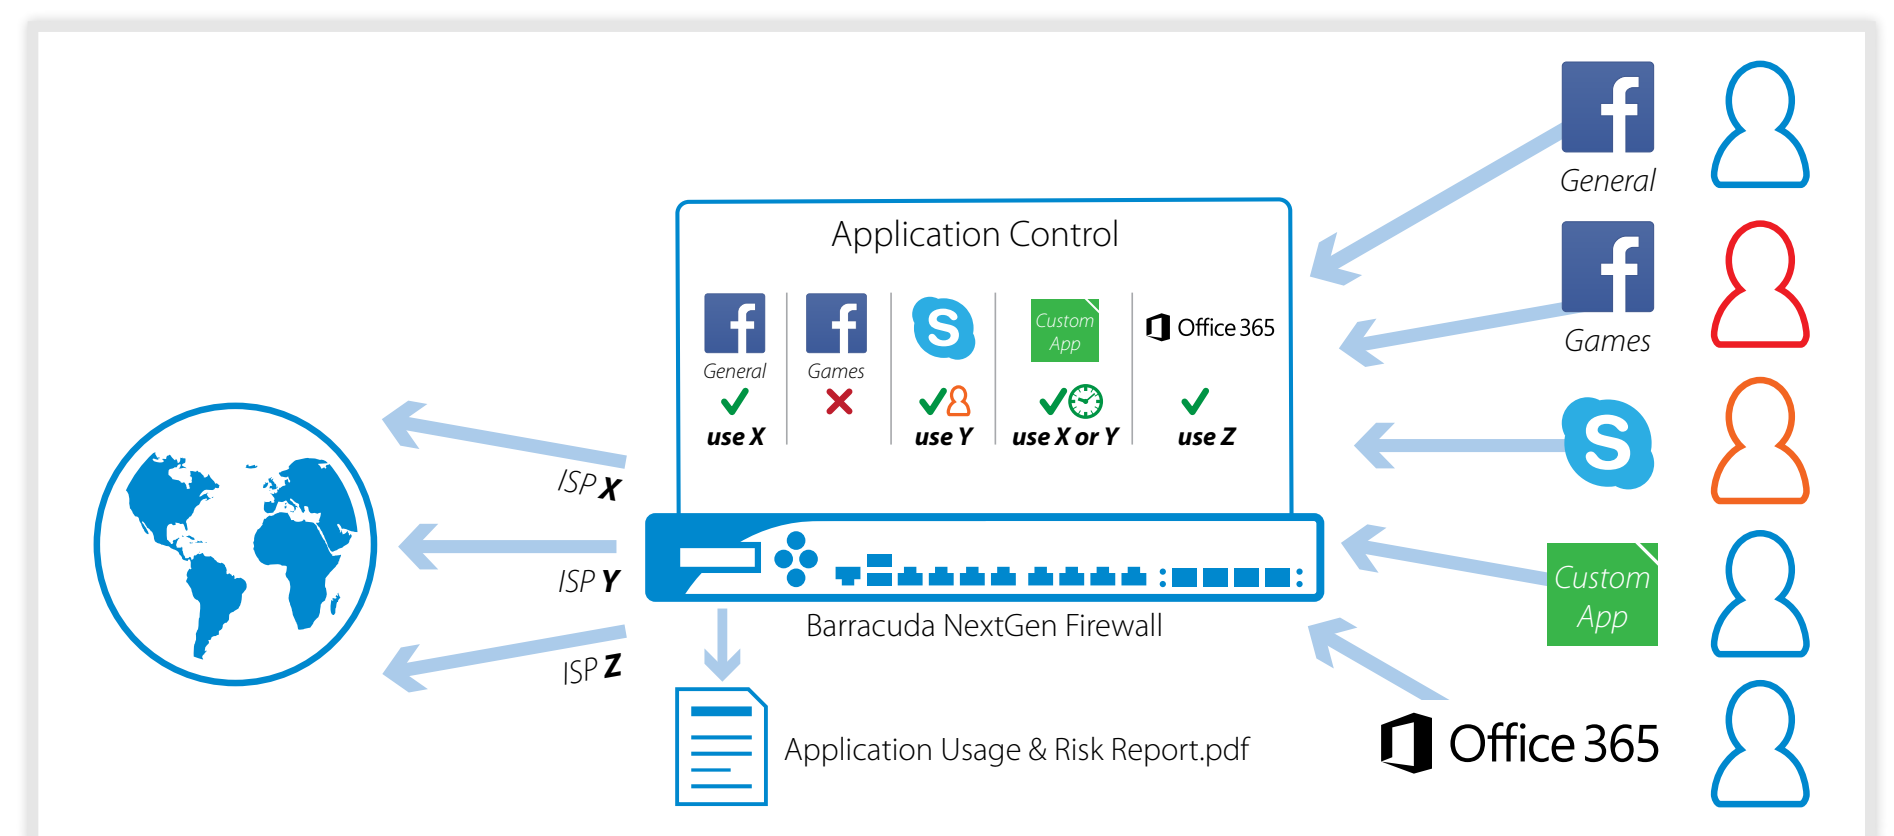 General
Games
Application Control
Custom
App
Office 365
General
Games
use X
use Y
use X or Y
use Z
ISP X
ISP Y
ISP Z
Custom
App
Barracuda NextGen Firewall
Office 365
Application Usage & Risk Report.pdf